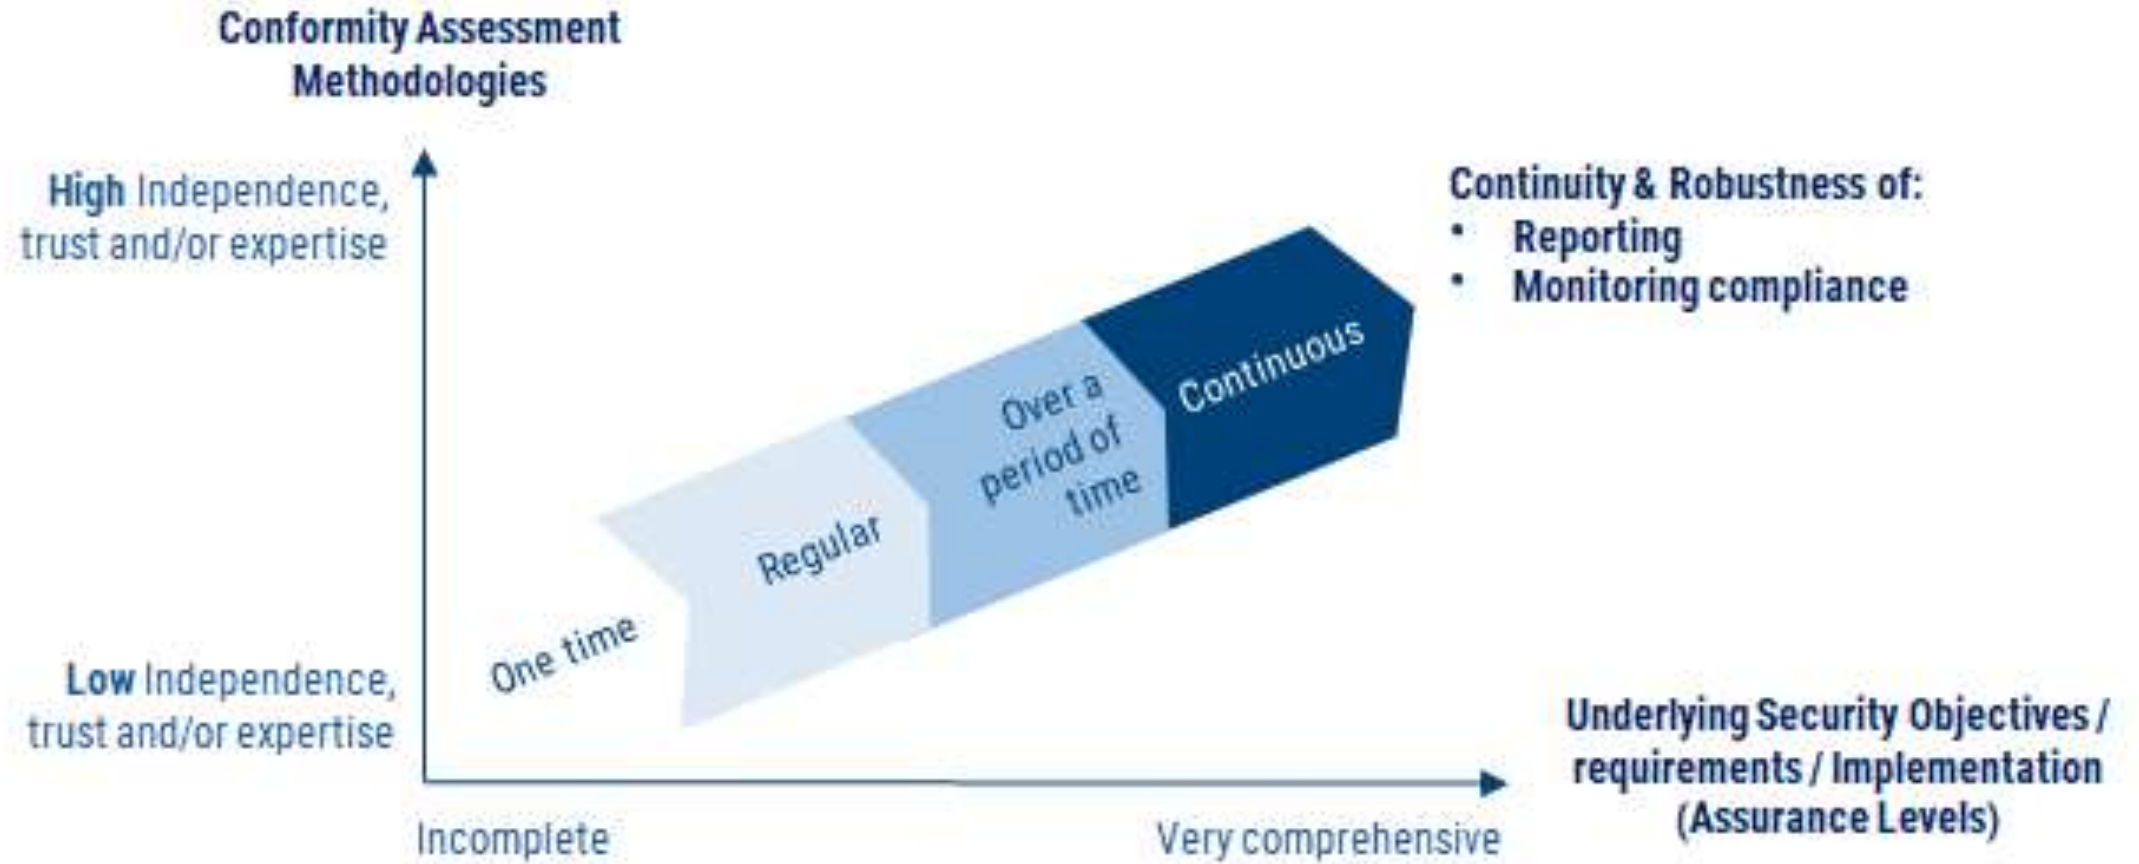 Conformity Assessment
Methodologies
High Independence,
trust and/or expertise
Continuity & Robustness of:
• Reporting
• Monitoring compliance
Continuous
Over a
period of
time
Regular
One time
Low Independence,
trust and/or expertise
Underlying Security Objectives /
requirements / Implementation
(Assurance Levels)
Incomplete
Very comprehensive